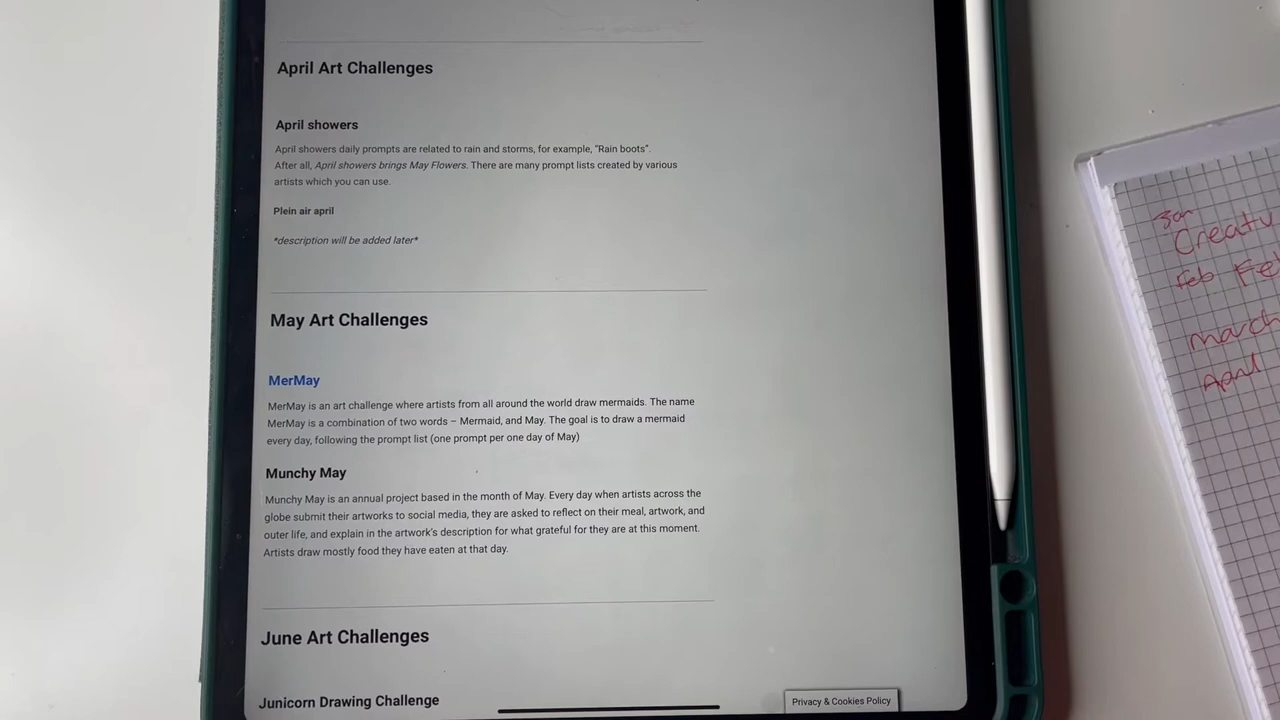 April Art Challenges
April showers
April showers daily prompts are related to rain and storms, for example, "Rain boots".
After all, April showers brings May Flowers. There are many prompt lists created by various
artists which you can use.
Plein air april
*description will be added later*
May Art Challenges
MerMay
MerMay is an art challenge where artists from all around the world draw mermaids. The name
MerMay is a combination of two words – Mermaid, and May. The goal is to draw a mermaid
every day, following the prompt list (one prompt per one day of May)
Munchy May
Munchy May is an annual project based in the month of May. Every day when artists across the
globe submit their artworks to social media, they are asked to reflect on their meal, artwork, and
outer life, and explain in the artwork's description for what grateful for they are at this moment.
Artists draw mostly food they have eaten at that day.
June Art Challenges
Junicorn Drawing Challenge
Privacy & Cookies Policy
Jan
Feb
March
April